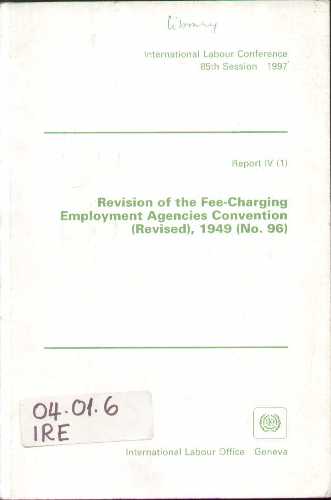 Library
International Labour Conference
85th Session 1997
Report IV (1)
Revision of the Fee-Charging
Employment Agencies Convention
(Revised), 1949 (No. 96)
04.01.6
IRE
International Labour Office Geneva